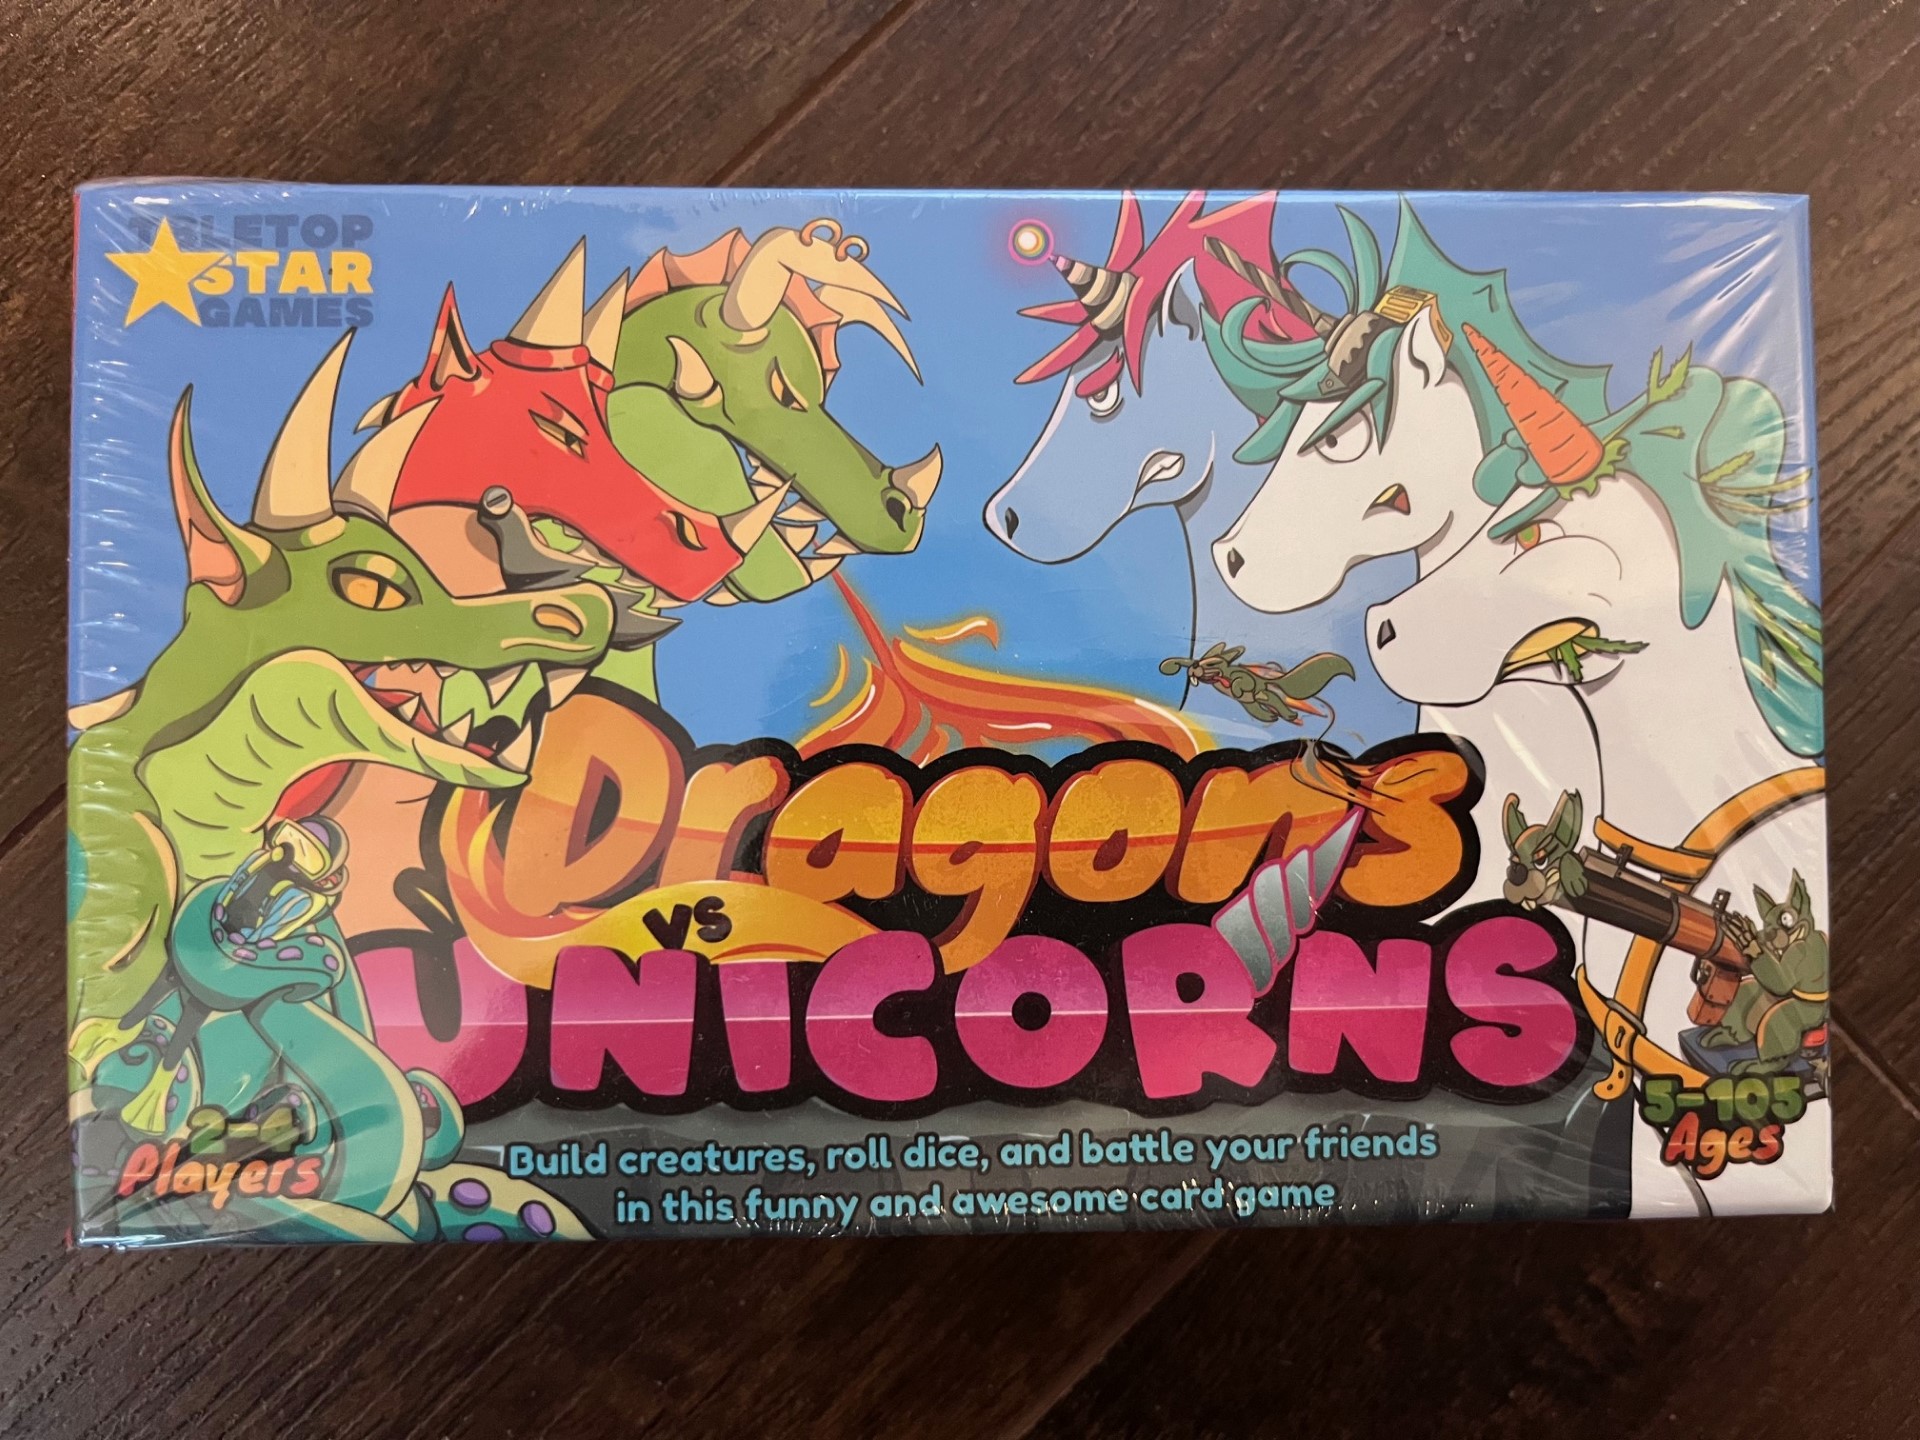 TABLETOP
STAR
GAMES
Dragons
vs
UNICORNS
2-4
Players
5-105
Ages
Build creatures, roll dice, and battle your friends
in this funny and awesome card game